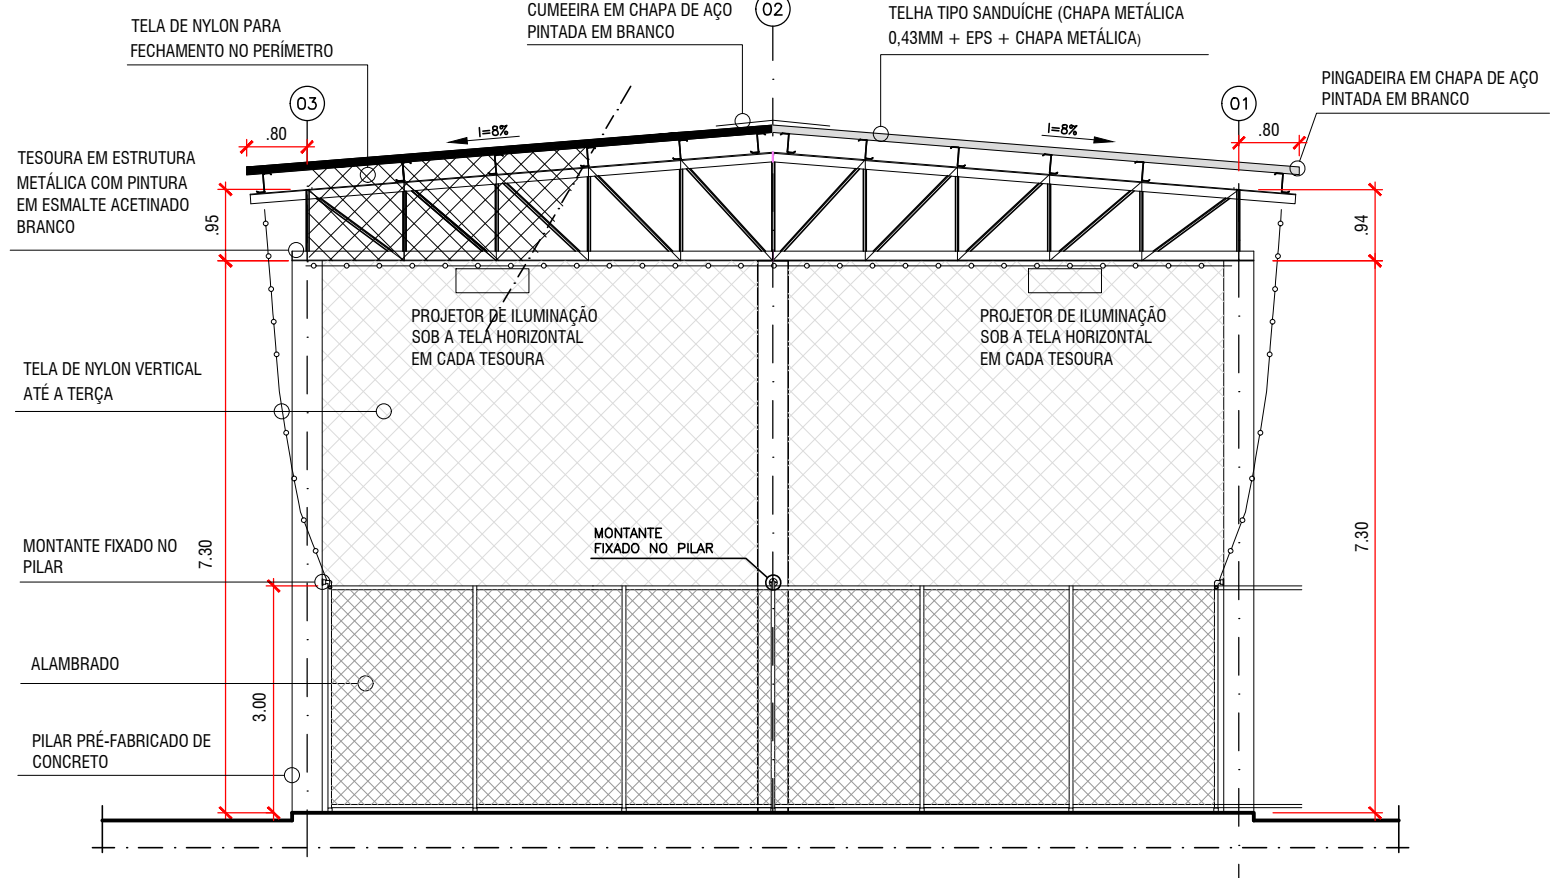 CUMEEIRA EM CHAPA DE AÇO
PINTADA EM BRANCO
02
TELHA TIPO SANDUÍCHE (CHAPA METÁLICA
0,43MM + EPS + CHAPA METÁLICA)
TELA DE NYLON PARA
FECHAMENTO NO PERÍMETRO
PINGADEIRA EM CHAPA DE AÇO
PINTADA EM BRANCO
03
01
.80
I=8%
I=8%
.80
TESOURA EM ESTRUTURA
METÁLICA COM PINTURA
EM ESMALTE ACETINADO
BRANCO
.95
.94
PROJETOR DE ILUMINAÇÃO
SOB A TELA HORIZONTAL
EM CADA TESOURA
PROJETOR DE ILUMINAÇÃO
SOB A TELA HORIZONTAL
EM CADA TESOURA
TELA DE NYLON VERTICAL
ATÉ A TERÇA
MONTANTE
FIXADO NO PILAR
MONTANTE FIXADO NO
PILAR
7.30
7.30
ALAMBRADO
3.00
PILAR PRÉ-FABRICADO DE
CONCRETO